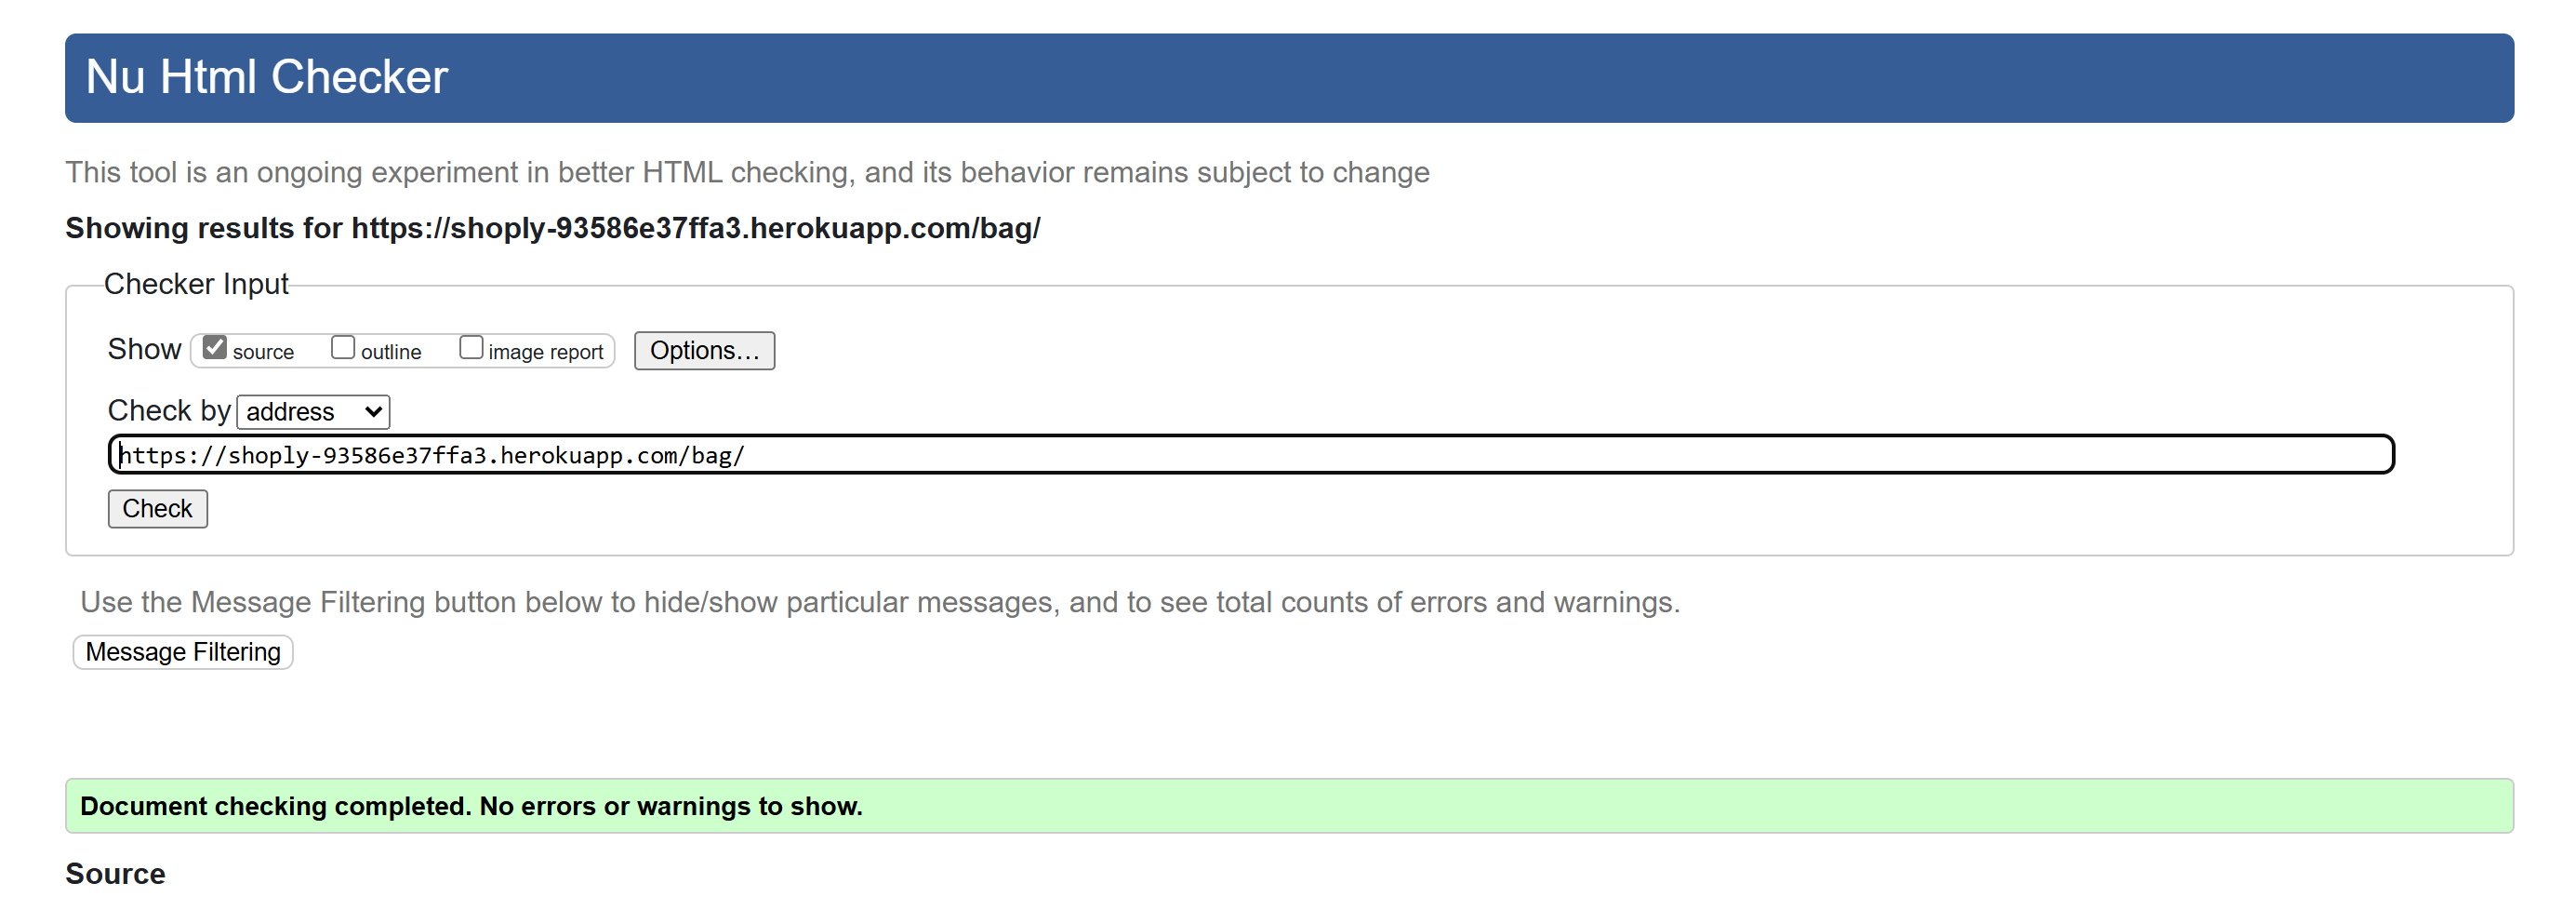 Nu Html Checker
This tool is an ongoing experiment in better HTML checking, and its behavior remains subject to change
Showing results for https://shoply-93586e37ffa3.herokuapp.com/bag/
Checker Input
Show source outline image report Options…
Check by address
https://shoply-93586e37ffa3.herokuapp.com/bag/
Check
Use the Message Filtering button below to hide/show particular messages, and to see total counts of errors and warnings.
Message Filtering
Document checking completed. No errors or warnings to show.
Source